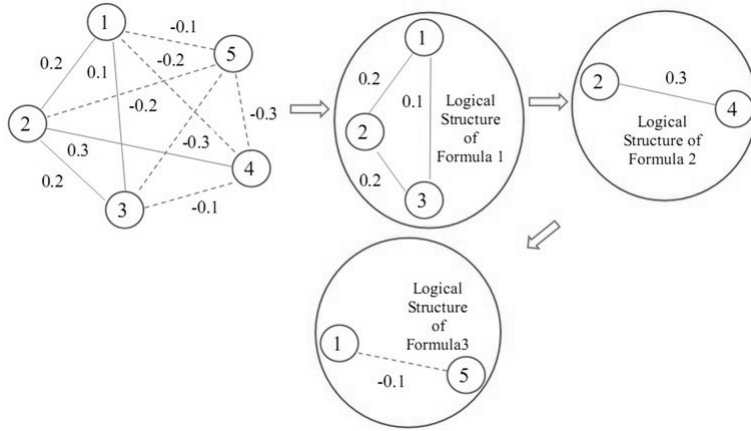 1
-0.1
5
0.2
0.1
-0.2
-0.2
2
-0.3
0.3
-0.3
4
0.2
3
-0.1
1
0.2
0.1
Logical
Structure
of
Formula 1
2
0.2
3
2
0.3
4
Logical
Structure of
Formula 2
Logical
Structure
of
Formula3
1
-0.1
5